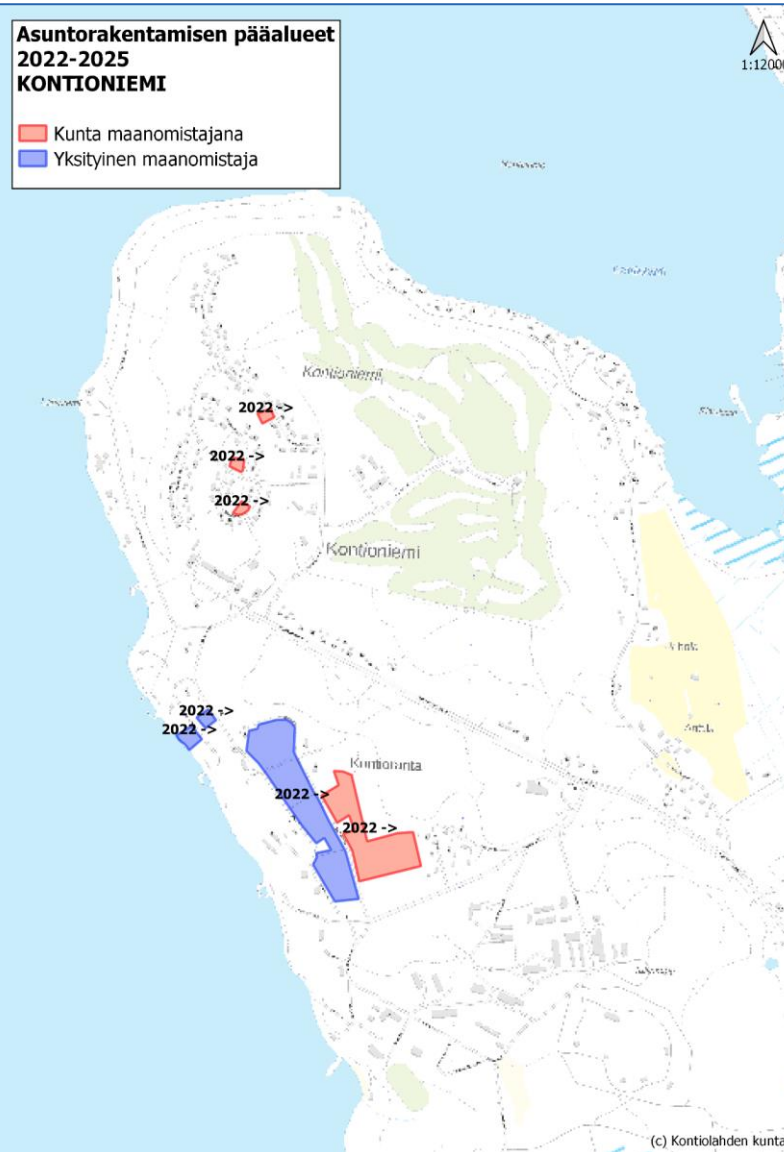 Asuntorakentamisen pääalueet
2022-2025
KONTIONIEMI
Kunta maanomistajana
Yksityinen maanomistaja
1:12000
Kontioniemi
2022 ->
2022 ->
2022 ->
Kontioniemi
2022 ->
2022 ->
Kontioranta
2022 ->
2022 ->
(c) Kontiolahden kunta